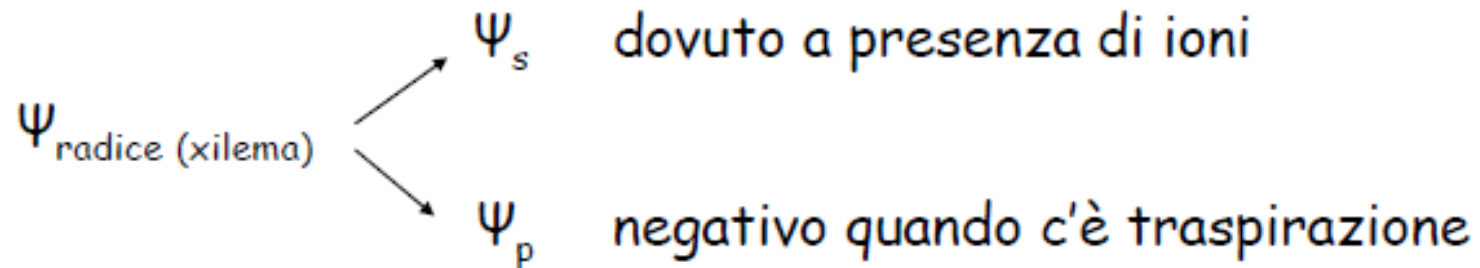 Ψs dovuto a presenza di ioni
Ψradice (xilema)
Ψp negativo quando c'è traspirazione